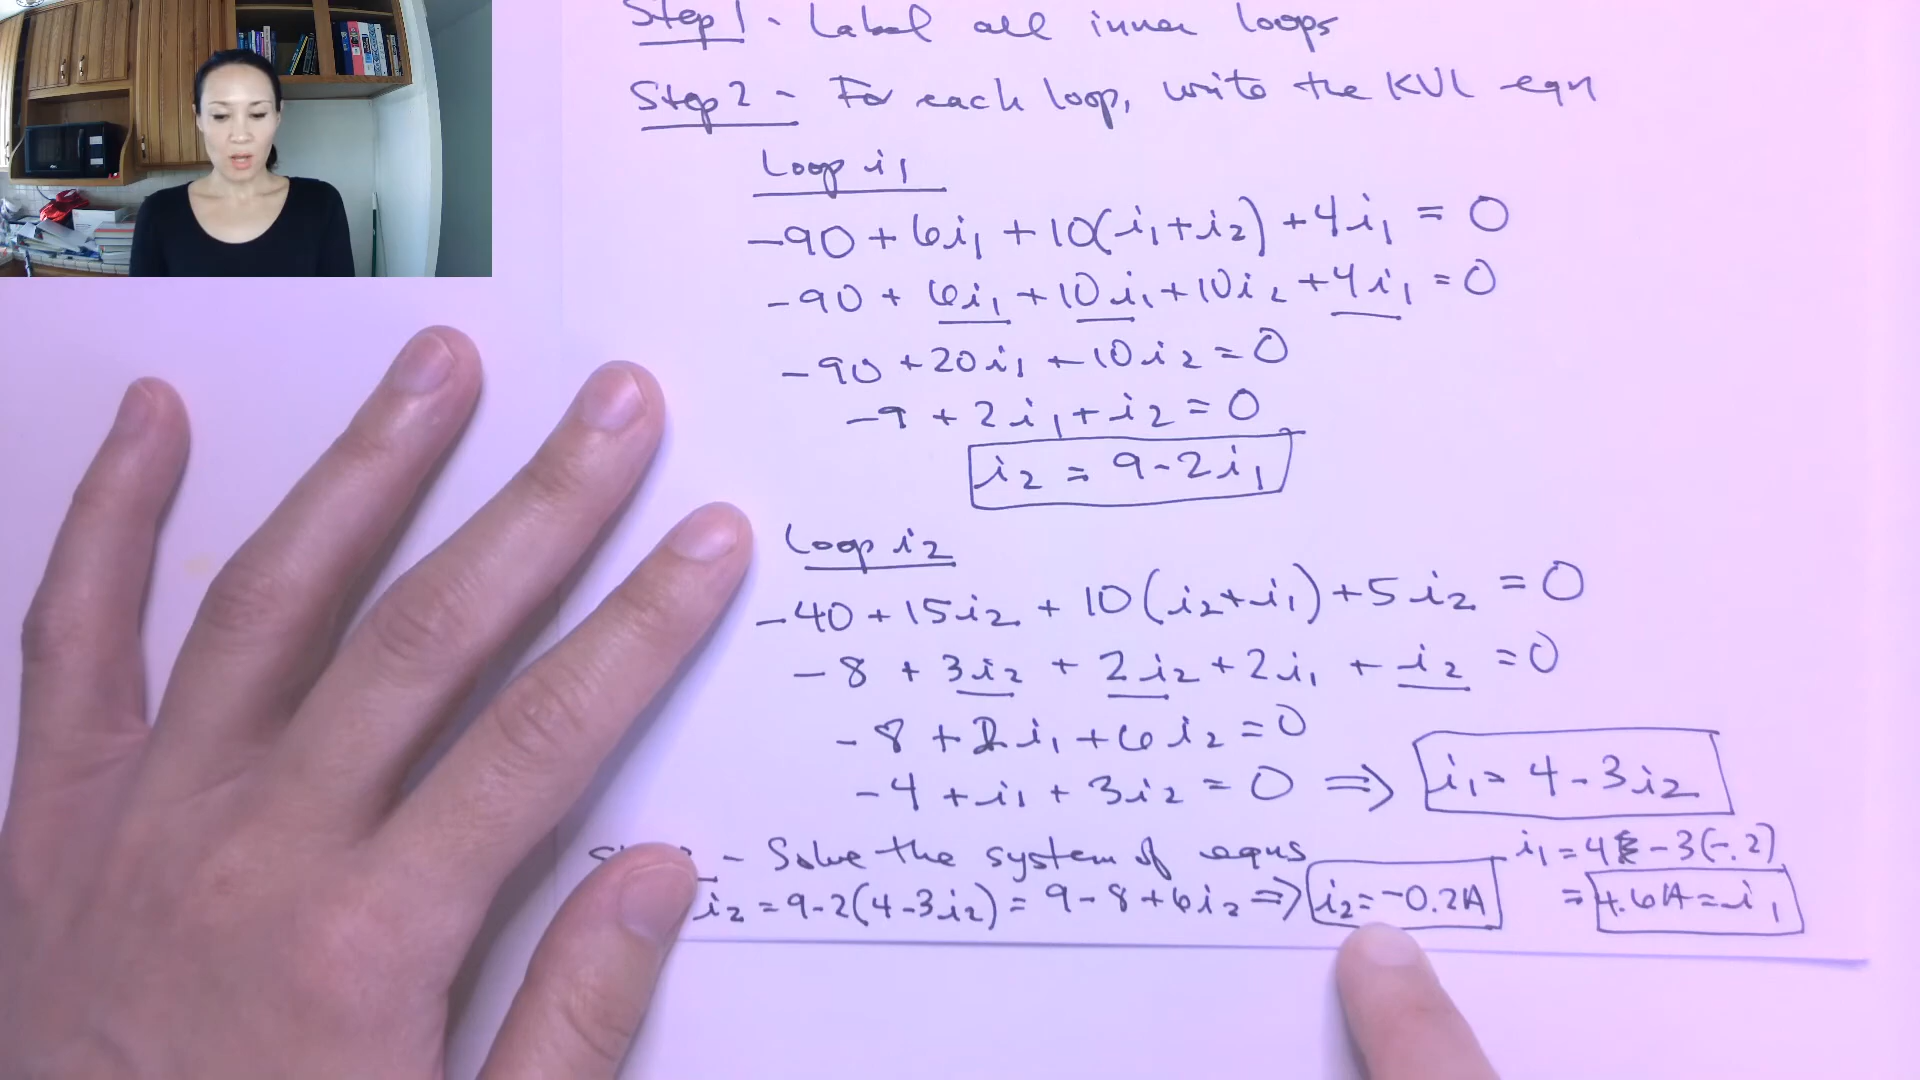 Step 1 - Label all inner loops
Step 2 - For each loop, write the KVL eqn
Loop i₁
-90 + 6i₁ + 10(i₁+i₂) + 4i₁ = 0
-90 + 6i₁ + 10i₁ + 10i₂ + 4i₁ = 0
-90 + 20i₁ + 10i₂ = 0
-9 + 2i₁ + i₂ = 0
i₂ = 9-2i₁
Loop i₂
-40 + 15i₂ + 10(i₂+i₁) + 5i₂ = 0
-8 + 3i₂ + 2i₂ + 2i₁ + i₂ = 0
-8 + 2i₁ + 6i₂ = 0
-4 + i₁ + 3i₂ = 0 ⇒ i₁ = 4-3i₂
- Solve the system of eqns
i₂ = 9-2(4-3i₂) = 9-8+6i₂ ⇒ i₂ = -0.2A
i₁ = 4 - 3(-.2)
= 4.6A = i₁